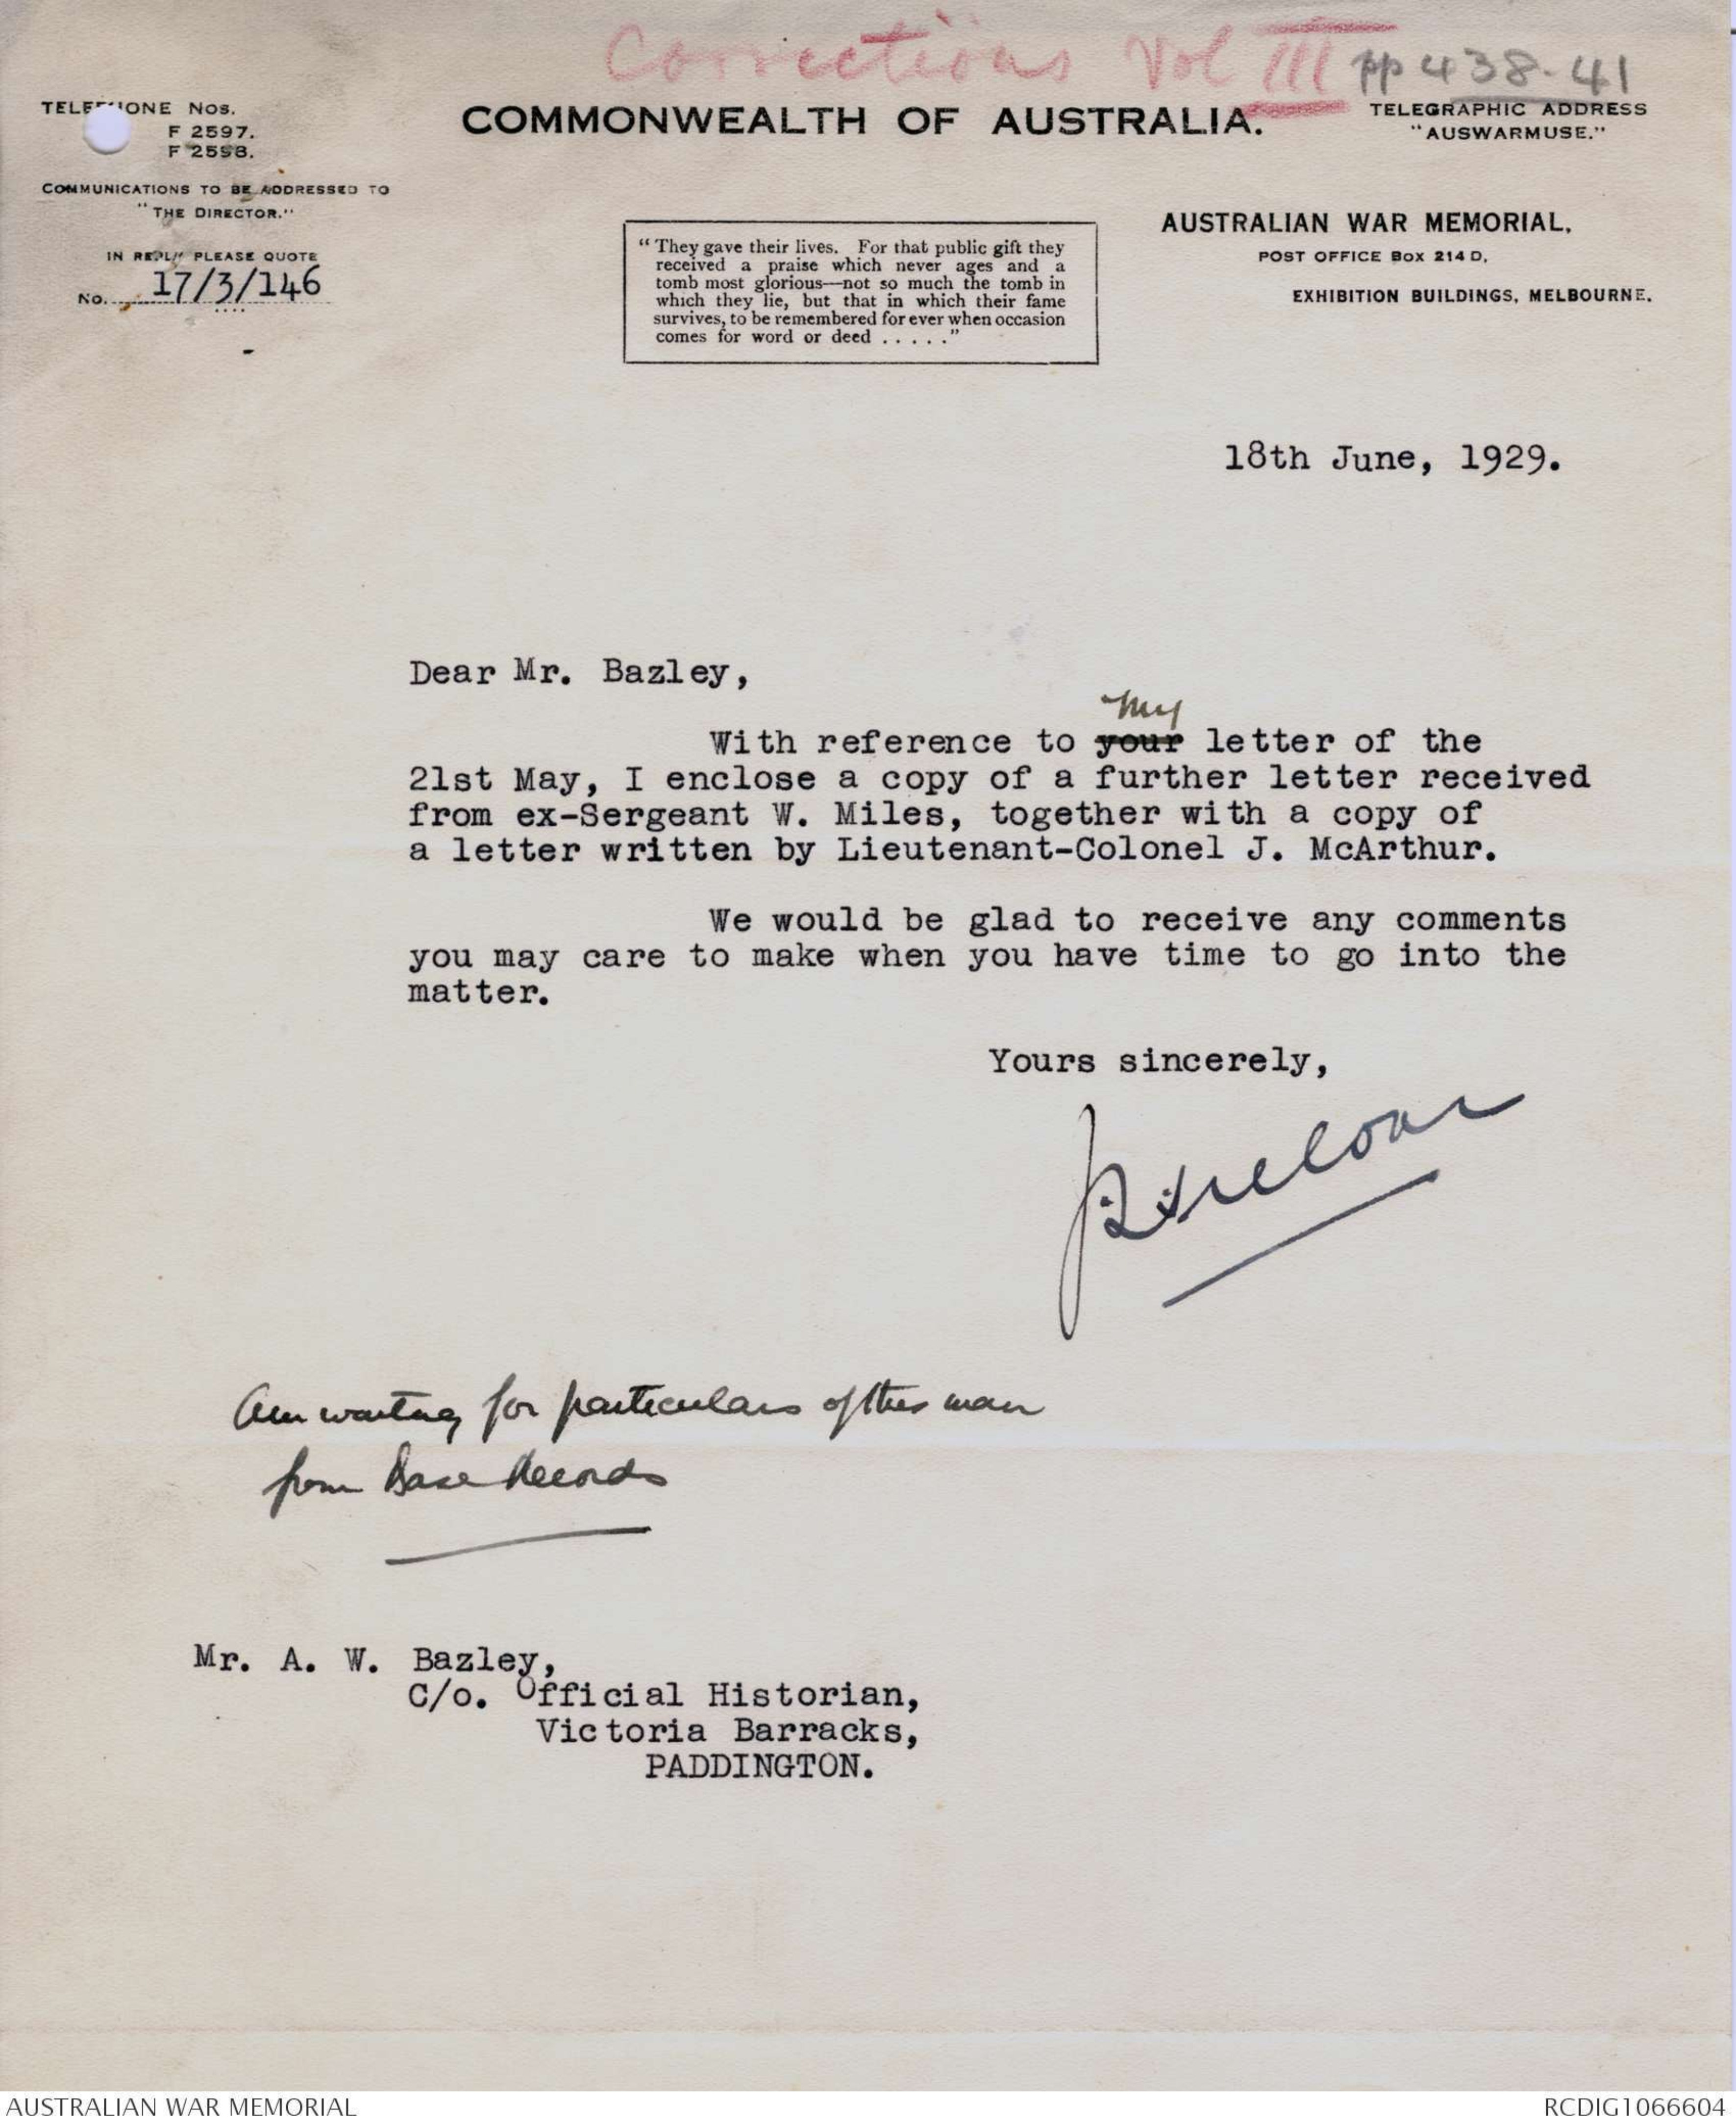 Corrections Vol III pp 438-41
TELEPHONE Nos.
F 2597.
F 2598.
COMMUNICATIONS TO BE ADDRESSED TO
"THE DIRECTOR."
IN REPLY PLEASE QUOTE
No. 17/3/146
COMMONWEALTH OF AUSTRALIA.
TELEGRAPHIC ADDRESS
"AUSWARMUSE."
"They gave their lives. For that public gift they
received a praise which never ages and a
tomb most glorious—not so much the tomb in
which they lie, but that in which their fame
survives, to be remembered for ever when occasion
comes for word or deed . . . . ."
AUSTRALIAN WAR MEMORIAL,
POST OFFICE BOX 214 D,
EXHIBITION BUILDINGS, MELBOURNE.
18th June, 1929.
Dear Mr. Bazley,
my
With reference to your letter of the
21st May, I enclose a copy of a further letter received
from ex-Sergeant W. Miles, together with a copy of
a letter written by Lieutenant-Colonel J. McArthur.
We would be glad to receive any comments
you may care to make when you have time to go into the
matter.
Yours sincerely,
J Treloar
Am waiting for particulars of this man
from Base Records
Mr. A. W. Bazley,
C/o. Official Historian,
Victoria Barracks,
PADDINGTON.
AUSTRALIAN WAR MEMORIAL
RCDIG1066604